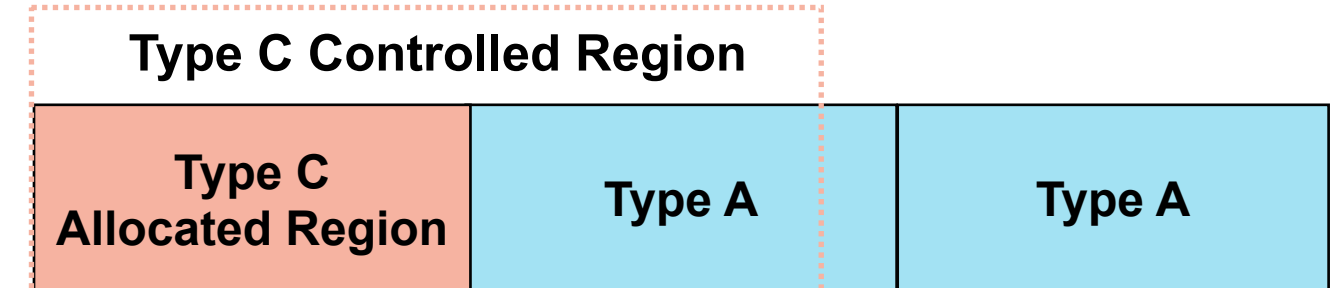 Type C Controlled Region
Type C
Allocated Region
Type A
Type A